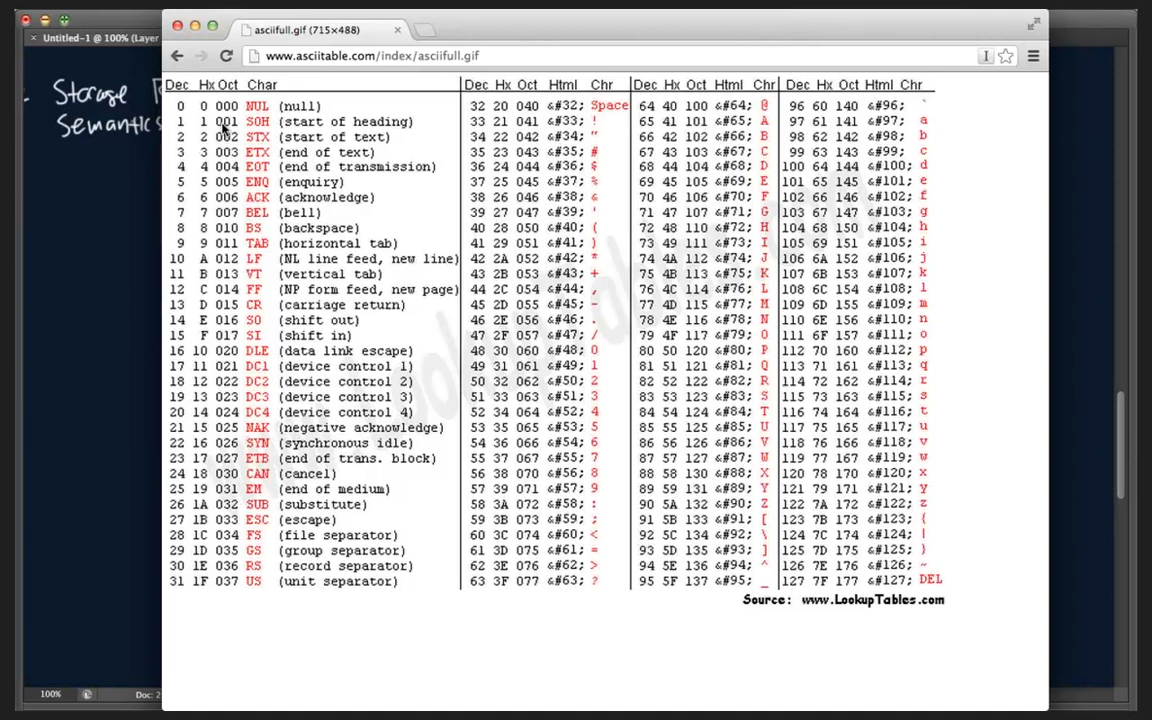 Untitled-1 @ 100% (Layer
asciifull.gif (715×488)
www.asciitable.com/index/asciifull.gif
Storage
Semantics
Dec Hx Oct Char Dec Hx Oct Html Chr Dec Hx Oct Html Chr Dec Hx Oct Html Chr
0 0 000 NUL (null) 32 20 040 &#32; Space 64 40 100 &#64; @ 96 60 140 &#96; `
1 1 001 SOH (start of heading) 33 21 041 &#33; ! 65 41 101 &#65; A 97 61 141 &#97; a
2 2 002 STX (start of text) 34 22 042 &#34; " 66 42 102 &#66; B 98 62 142 &#98; b
3 3 003 ETX (end of text) 35 23 043 &#35; # 67 43 103 &#67; C 99 63 143 &#99; c
4 4 004 EOT (end of transmission) 36 24 044 &#36; $ 68 44 104 &#68; D 100 64 144 &#100; d
5 5 005 ENQ (enquiry) 37 25 045 &#37; % 69 45 105 &#69; E 101 65 145 &#101; e
6 6 006 ACK (acknowledge) 38 26 046 &#38; & 70 46 106 &#70; F 102 66 146 &#102; f
7 7 007 BEL (bell) 39 27 047 &#39; ' 71 47 107 &#71; G 103 67 147 &#103; g
8 8 010 BS (backspace) 40 28 050 &#40; ( 72 48 110 &#72; H 104 68 150 &#104; h
9 9 011 TAB (horizontal tab) 41 29 051 &#41; ) 73 49 111 &#73; I 105 69 151 &#105; i
10 A 012 LF (NL line feed, new line) 42 2A 052 &#42; * 74 4A 112 &#74; J 106 6A 152 &#106; j
11 B 013 VT (vertical tab) 43 2B 053 &#43; + 75 4B 113 &#75; K 107 6B 153 &#107; k
12 C 014 FF (NP form feed, new page) 44 2C 054 &#44; , 76 4C 114 &#76; L 108 6C 154 &#108; l
13 D 015 CR (carriage return) 45 2D 055 &#45; - 77 4D 115 &#77; M 109 6D 155 &#109; m
14 E 016 SO (shift out) 46 2E 056 &#46; . 78 4E 116 &#78; N 110 6E 156 &#110; n
15 F 017 SI (shift in) 47 2F 057 &#47; / 79 4F 117 &#79; O 111 6F 157 &#111; o
16 10 020 DLE (data link escape) 48 30 060 &#48; 0 80 50 120 &#80; P 112 70 160 &#112; p
17 11 021 DC1 (device control 1) 49 31 061 &#49; 1 81 51 121 &#81; Q 113 71 161 &#113; q
18 12 022 DC2 (device control 2) 50 32 062 &#50; 2 82 52 122 &#82; R 114 72 162 &#114; r
19 13 023 DC3 (device control 3) 51 33 063 &#51; 3 83 53 123 &#83; S 115 73 163 &#115; s
20 14 024 DC4 (device control 4) 52 34 064 &#52; 4 84 54 124 &#84; T 116 74 164 &#116; t
21 15 025 NAK (negative acknowledge) 53 35 065 &#53; 5 85 55 125 &#85; U 117 75 165 &#117; u
22 16 026 SYN (synchronous idle) 54 36 066 &#54; 6 86 56 126 &#86; V 118 76 166 &#118; v
23 17 027 ETB (end of trans. block) 55 37 067 &#55; 7 87 57 127 &#87; W 119 77 167 &#119; w
24 18 030 CAN (cancel) 56 38 070 &#56; 8 88 58 130 &#88; X 120 78 170 &#120; x
25 19 031 EM (end of medium) 57 39 071 &#57; 9 89 59 131 &#89; Y 121 79 171 &#121; y
26 1A 032 SUB (substitute) 58 3A 072 &#58; : 90 5A 132 &#90; Z 122 7A 172 &#122; z
27 1B 033 ESC (escape) 59 3B 073 &#59; ; 91 5B 133 &#91; [ 123 7B 173 &#123; {
28 1C 034 FS (file separator) 60 3C 074 &#60; < 92 5C 134 &#92; \ 124 7C 174 &#124; |
29 1D 035 GS (group separator) 61 3D 075 &#61; = 93 5D 135 &#93; ] 125 7D 175 &#125; }
30 1E 036 RS (record separator) 62 3E 076 &#62; > 94 5E 136 &#94; ^ 126 7E 176 &#126; ~
31 1F 037 US (unit separator) 63 3F 077 &#63; ? 95 5F 137 &#95; _ 127 7F 177 &#127; DEL
www.LookupTables.com
Source: www.LookupTables.com
100%
Doc: 2